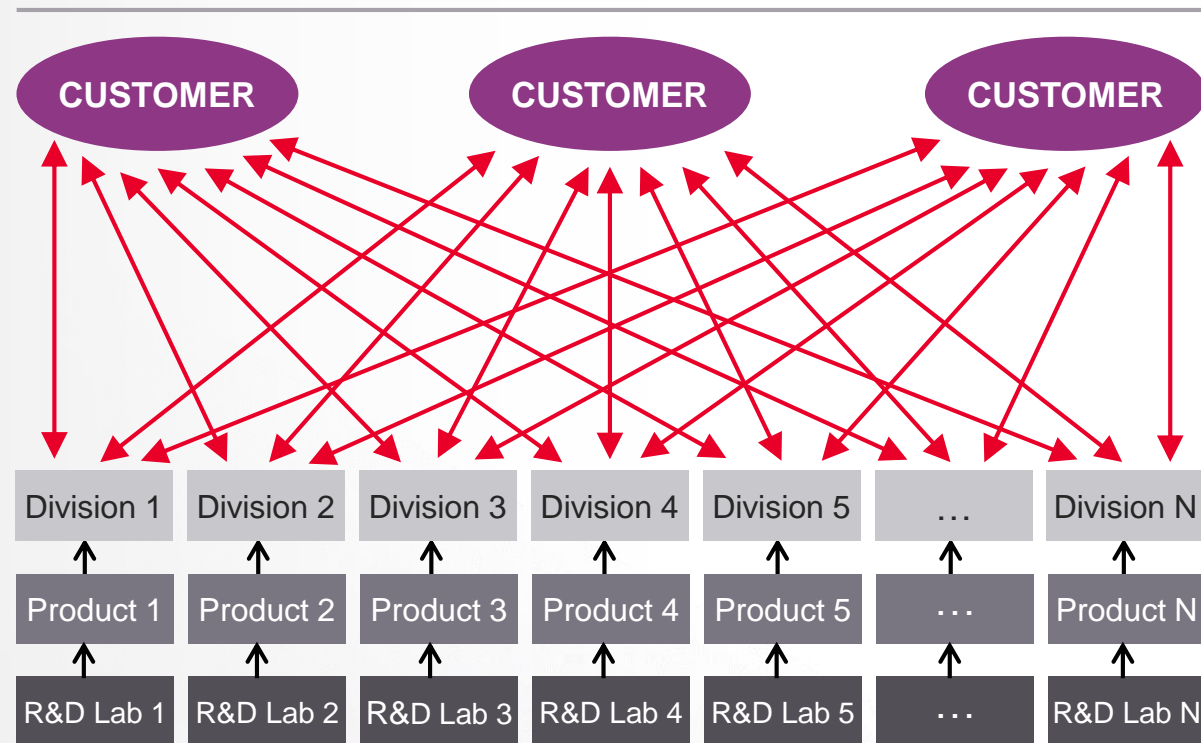 CUSTOMER CUSTOMER CUSTOMER
Division 1 Division 2 Division 3 Division 4 Division 5 ... Division N
Product 1 Product 2 Product 3 Product 4 Product 5 ... Product N
R&D Lab 1 R&D Lab 2 R&D Lab 3 R&D Lab 4 R&D Lab 5 ... R&D Lab N